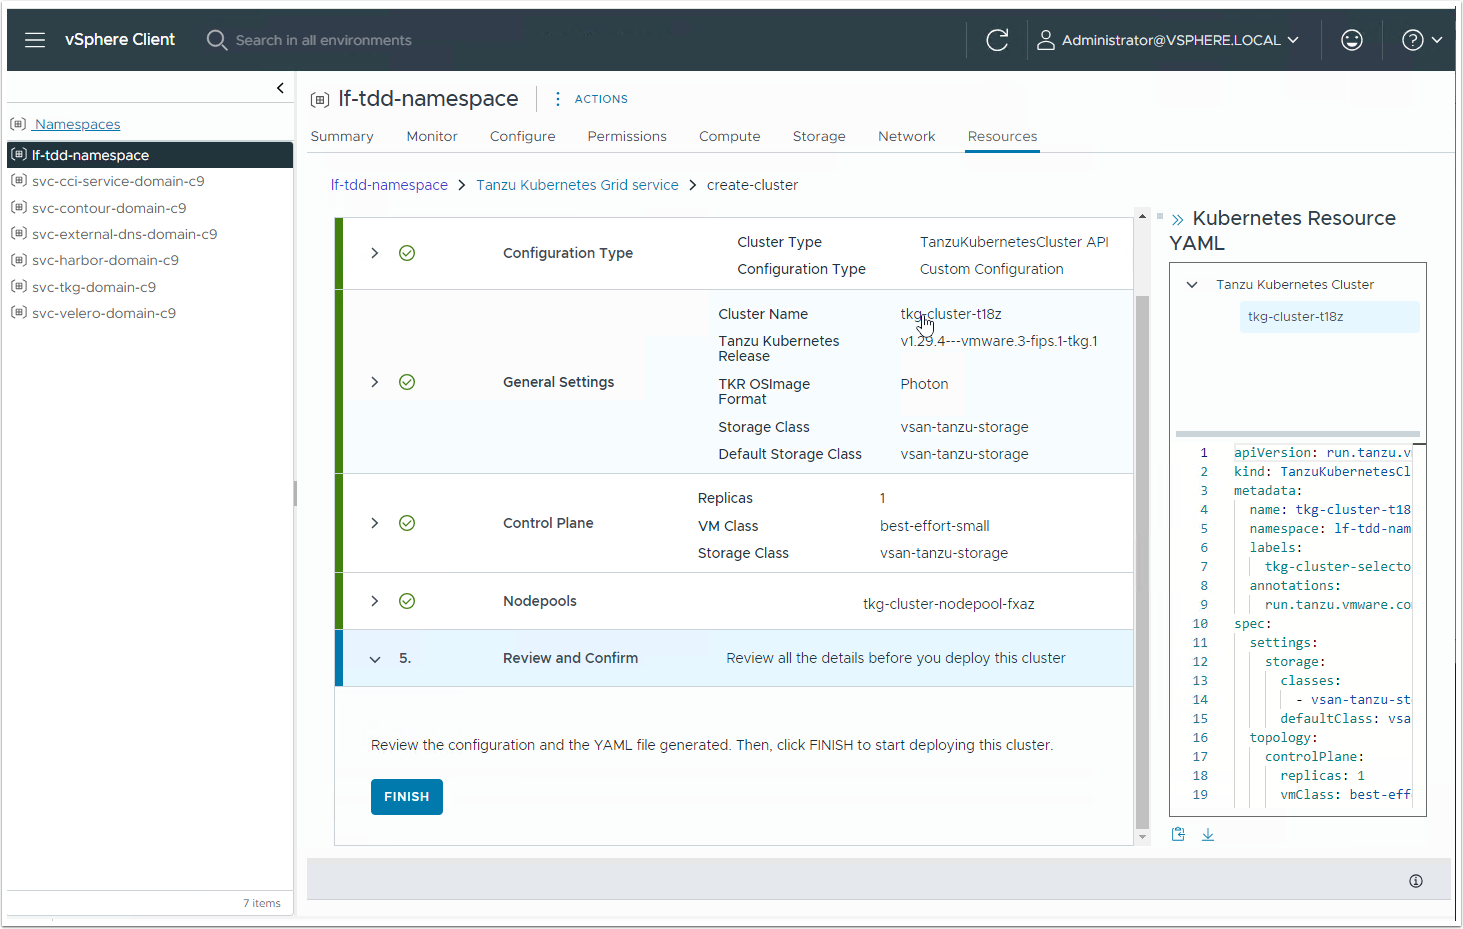 vSphere Client
Search in all environments
Administrator@VSPHERE.LOCAL
Namespaces
lf-tdd-namespace
svc-cci-service-domain-c9
svc-contour-domain-c9
svc-external-dns-domain-c9
svc-harbor-domain-c9
svc-tkg-domain-c9
svc-velero-domain-c9
7 items
lf-tdd-namespace
ACTIONS
Summary Monitor Configure Permissions Compute Storage Network Resources
lf-tdd-namespace > Tanzu Kubernetes Grid service > create-cluster
Configuration Type
Cluster Type TanzuKubernetesCluster API
Configuration Type Custom Configuration
General Settings
Cluster Name tkg-cluster-t18z
Tanzu Kubernetes Release v1.29.4---vmware.3-fips.1-tkg.1
TKR OSImage Format Photon
Storage Class vsan-tanzu-storage
Default Storage Class vsan-tanzu-storage
Control Plane
Replicas 1
VM Class best-effort-small
Storage Class vsan-tanzu-storage
Nodepools tkg-cluster-nodepool-fxaz
5. Review and Confirm Review all the details before you deploy this cluster
Review the configuration and the YAML file generated. Then, click FINISH to start deploying this cluster.
FINISH
Kubernetes Resource
YAML
Tanzu Kubernetes Cluster
tkg-cluster-t18z
1 apiVersion: run.tanzu.v
2 kind: TanzuKubernetesCl
3 metadata:
4 name: tkg-cluster-t18
5 namespace: lf-tdd-nam
6 labels:
7 tkg-cluster-selecto
8 annotations:
9 run.tanzu.vmware.co
10 spec:
11 settings:
12 storage:
13 classes:
14 - vsan-tanzu-st
15 defaultClass: vsa
16 topology:
17 controlPlane:
18 replicas: 1
19 vmClass: best-eff